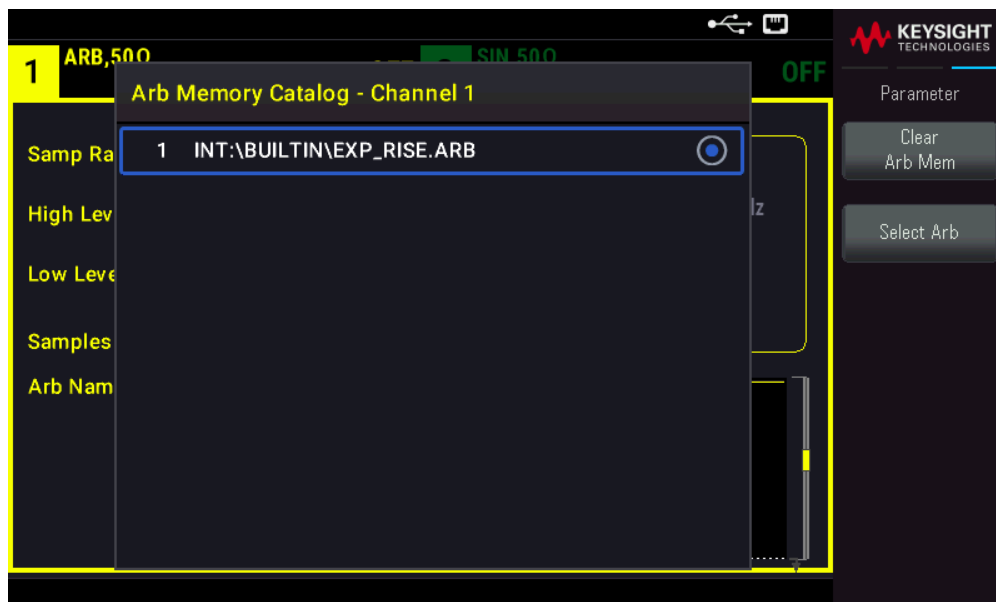 KEYSIGHT
TECHNOLOGIES
1 ARB,50Ω
SIN,50Ω
OFF
Arb Memory Catalog - Channel 1
1 INT:\BUILTIN\EXP_RISE.ARB
Samp Ra
High Lev
Low Leve
Samples
Arb Nam
Parameter
Clear
Arb Mem
Select Arb